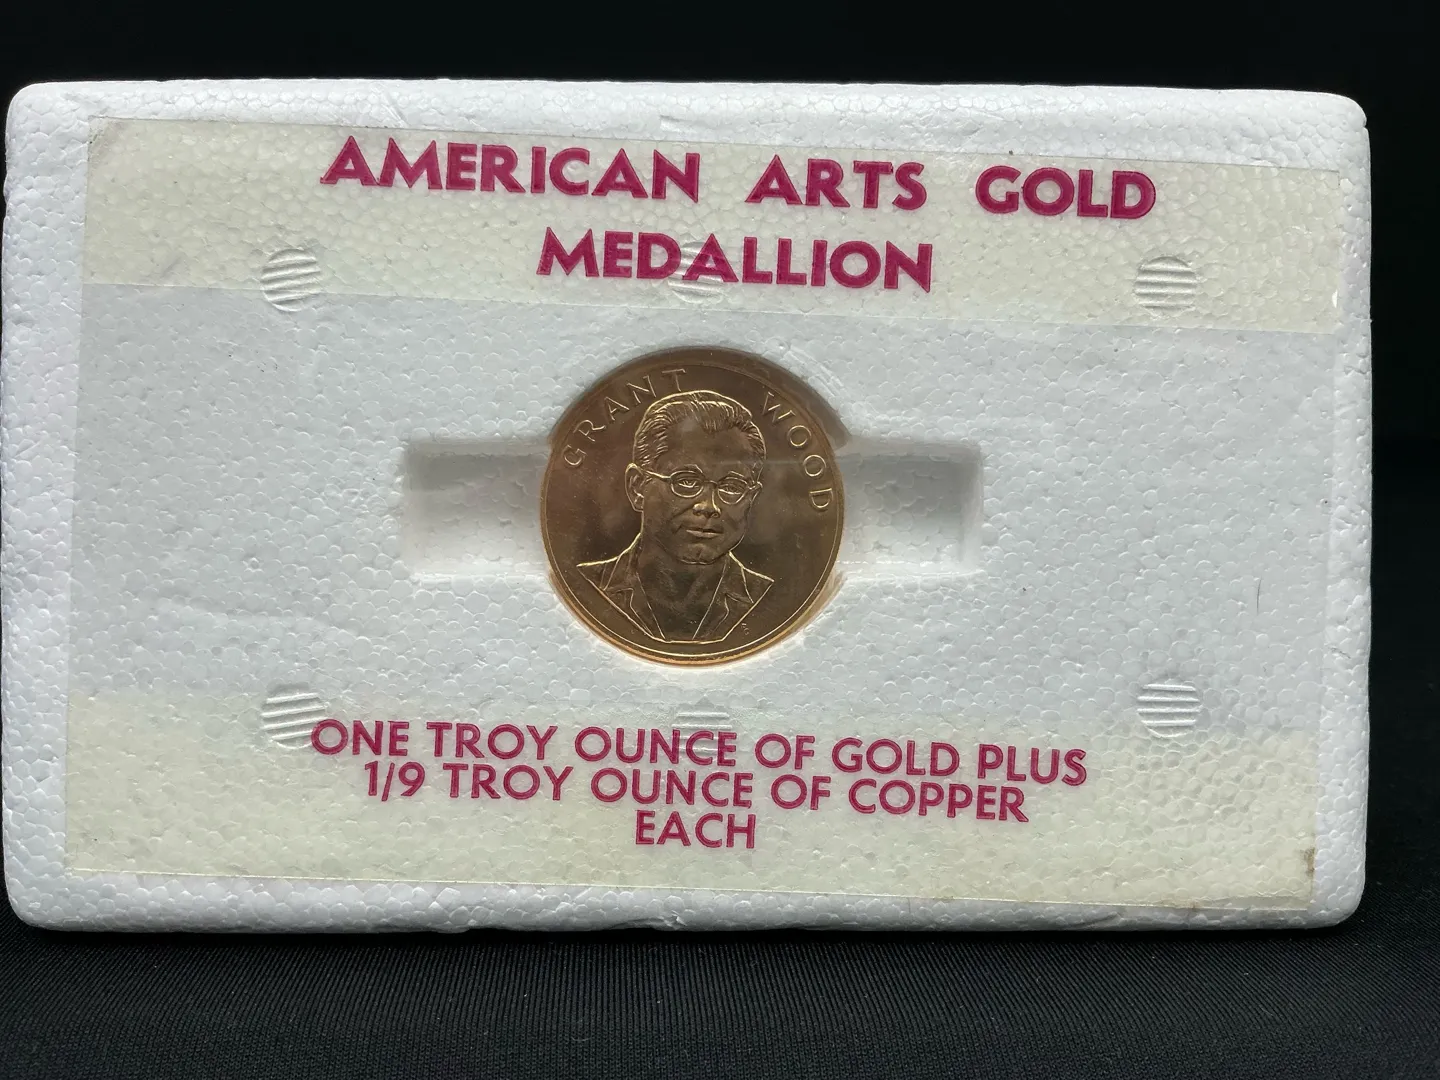 AMERICAN ARTS GOLD
MEDALLION
GRANT WOOD
ONE TROY OUNCE OF GOLD PLUS
1/9 TROY OUNCE OF COPPER
EACH